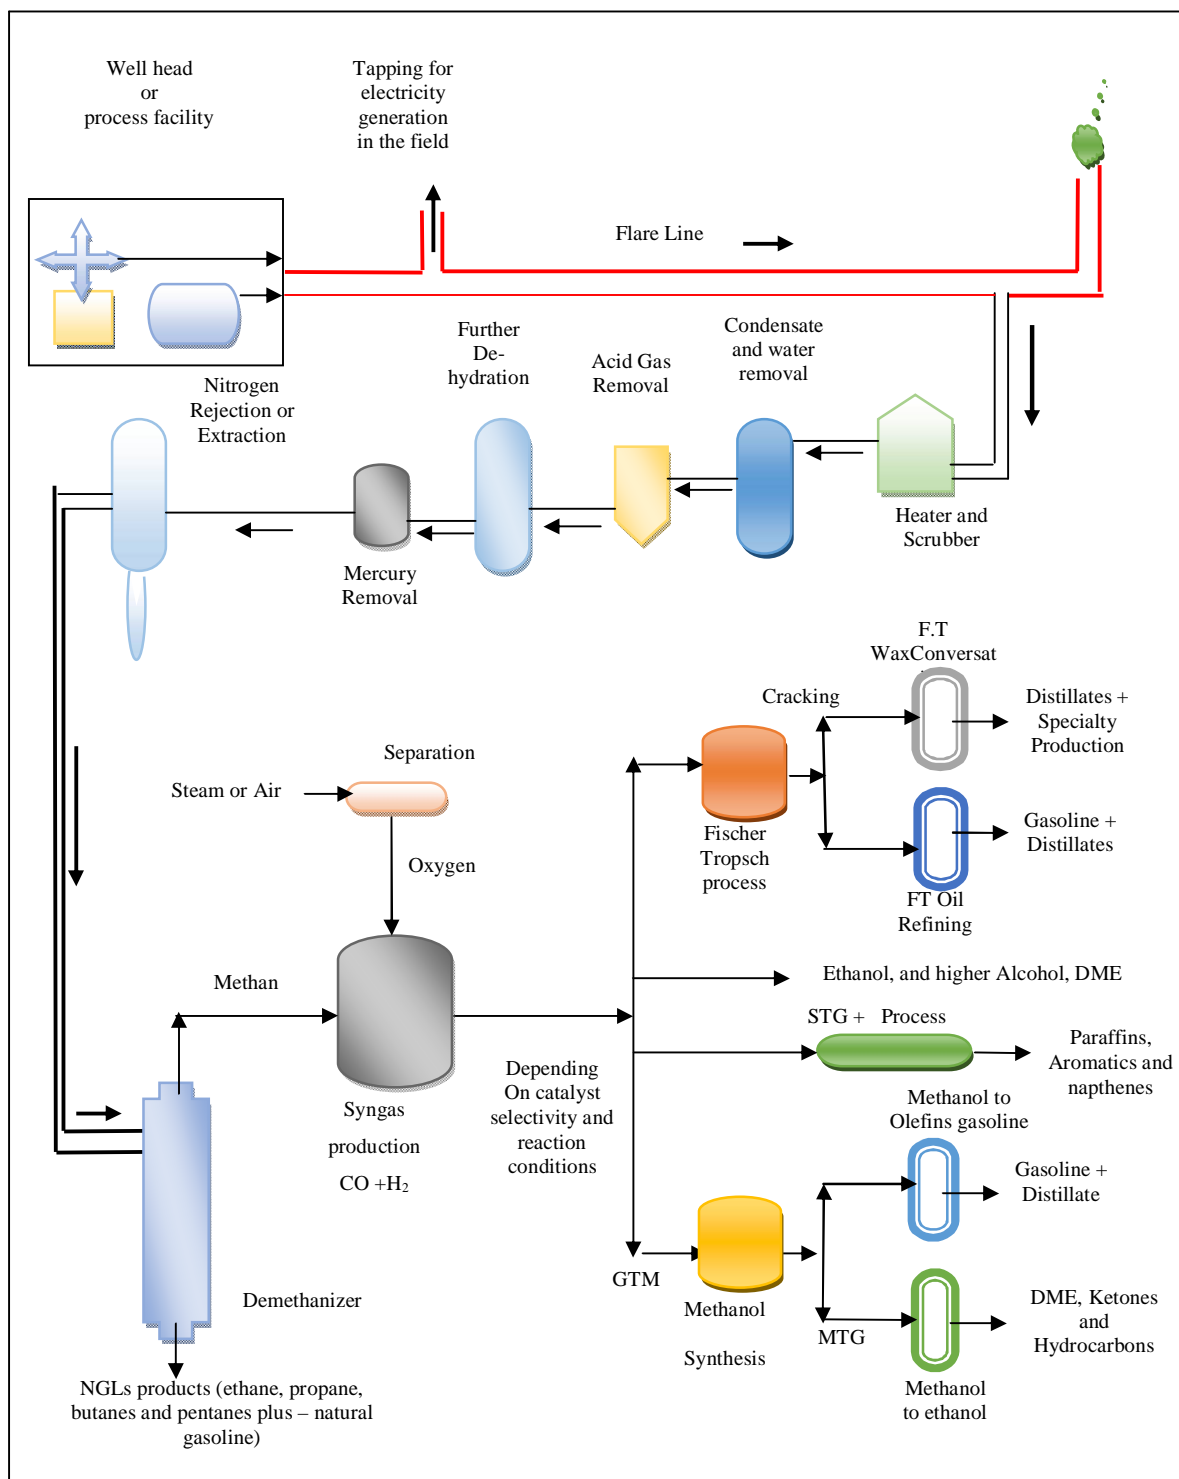 Well head
or
process facility
Tapping for
electricity
generation
in the field
Flare Line
Nitrogen
Rejection or
Extraction
Further
De-
hydration
Acid Gas
Removal
Condensate
and water
removal
Heater and
Scrubber
Mercury
Removal
F.T
WaxConversat
Cracking
Distillates +
Specialty
Production
Separation
Steam or Air
Oxygen
Fischer
Tropsch
process
Gasoline +
Distillates
FT Oil
Refining
Methan
Ethanol, and higher Alcohol, DME
STG + Process
Paraffins,
Aromatics and
napthenes
Depending
On catalyst
selectivity and
reaction
conditions
Syngas
production
CO +H₂
Methanol to
Olefins gasoline
Gasoline +
Distillate
GTM
Methanol
Synthesis
MTG
DME, Ketones
and
Hydrocarbons
Methanol
to ethanol
Demethanizer
NGLs products (ethane, propane,
butanes and pentanes plus – natural
gasoline)